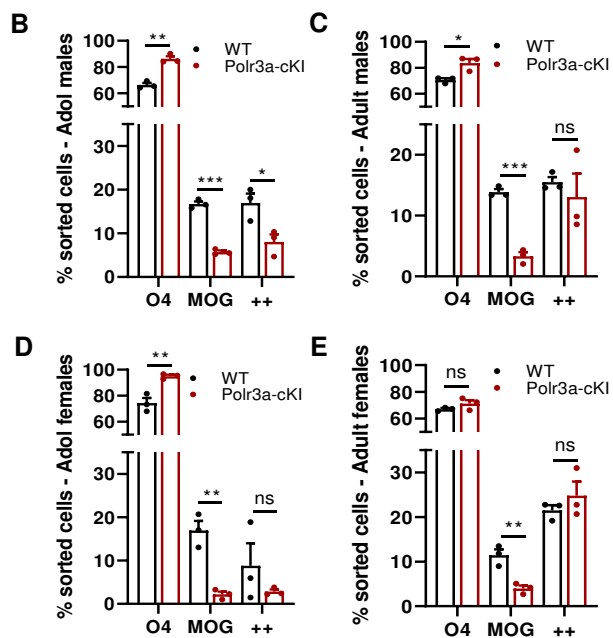 B
% sorted cells - Adol males
100
80
60
30
20
10
0
**
***
*
WT
Polr3a-cKI
O4 MOG ++
C
% sorted cells - Adult males
100
80
60
20
10
0
*
***
ns
WT
Polr3a-cKI
O4 MOG ++
D
% sorted cells - Adol females
100
80
60
30
20
10
0
**
**
ns
WT
Polr3a-cKI
O4 MOG ++
E
% sorted cells - Adult females
100
80
60
30
20
10
0
ns
**
ns
WT
Polr3a-cKI
O4 MOG ++